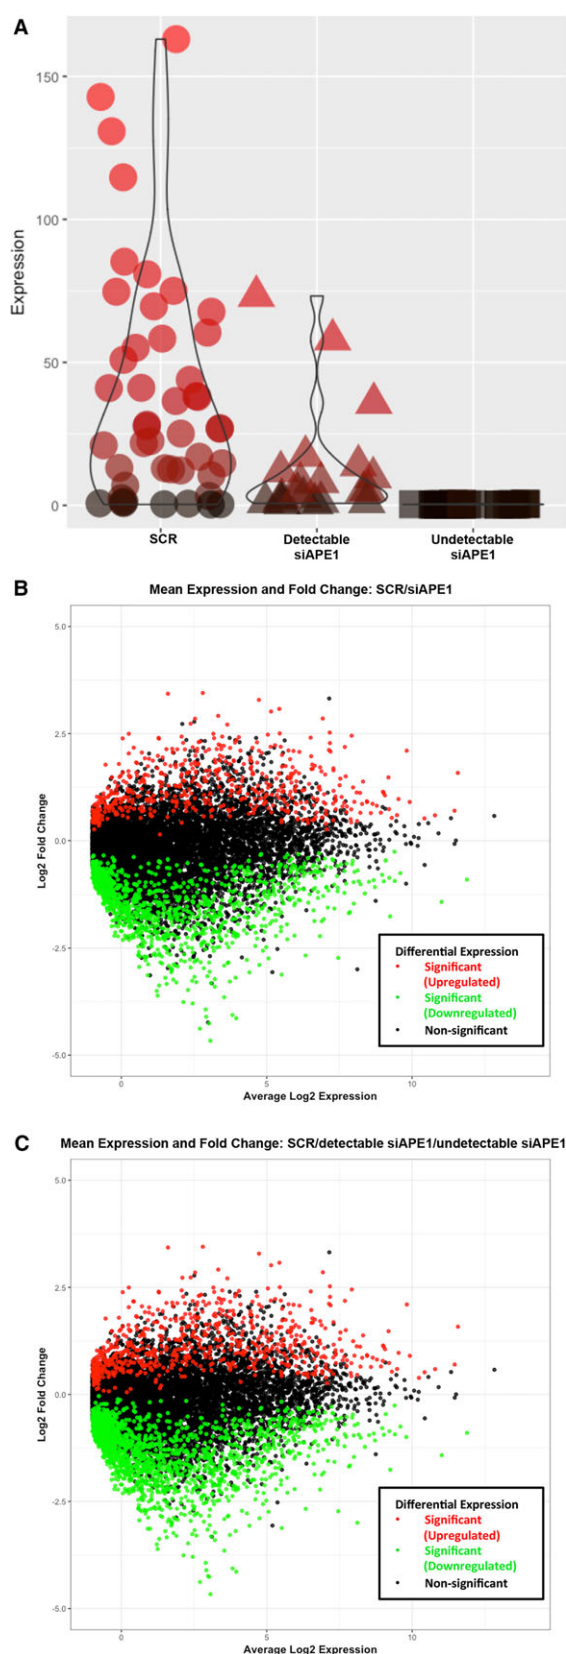 A
Expression
150
100
50
0
SCR
Detectable
siAPE1
Undetectable
siAPE1
B
Mean Expression and Fold Change: SCR/siAPE1
Log2 Fold Change
5.0
2.5
0.0
-2.5
-5.0
Differential Expression
Significant
(Upregulated)
Significant
(Downregulated)
Non-significant
0 5 10
Average Log2 Expression
C
Mean Expression and Fold Change: SCR/detectable siAPE1/undetectable siAPE1
Log2 Fold Change
5.0
2.5
0.0
-2.5
-5.0
Differential Expression
Significant
(Upregulated)
Significant
(Downregulated)
Non-significant
0 5 10
Average Log2 Expression